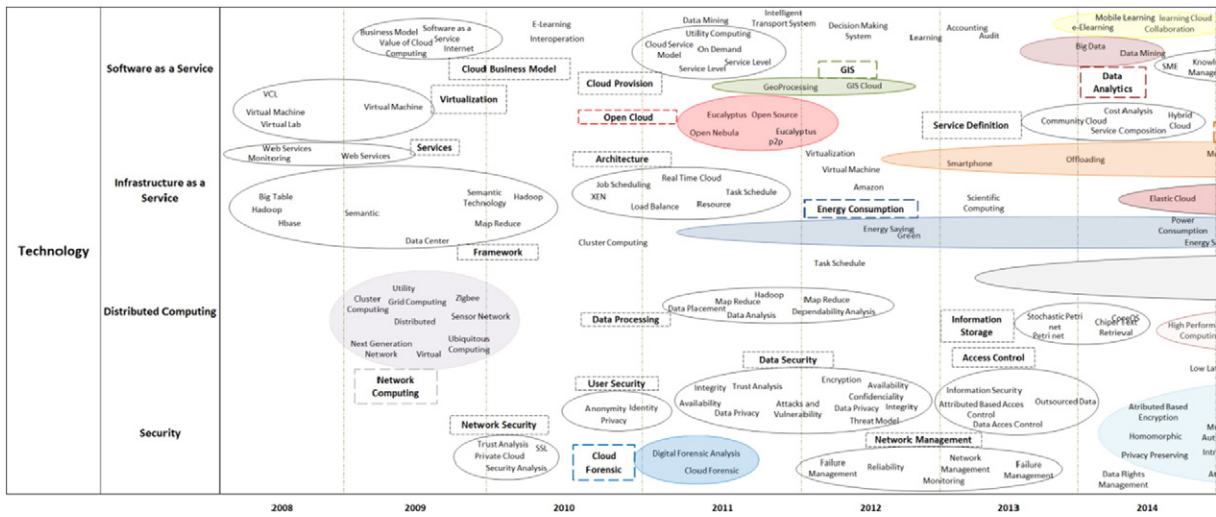 Technology
Software as a Service
Business Model
Software as a
Service
Value of Cloud
Computing
Internet
E-Learning
Interoperation
Cloud Business Model
Data Mining
Utility Computing
Cloud Service
Model
On Demand
Service Level
Service Level
Cloud Provision
Intelligent
Transport System
Decision Making
System
Learning
Accounting
Audit
GIS
GeoProcessing
GIS Cloud
Mobile Learning
learning Cloud
e-Elearning
Collaboration
Big Data
Data Mining
SME
Data
Analytics
VCL
Virtual Machine
Virtual Machine
Virtual Lab
Virtualization
Open Cloud
Eucalyptus
Open Source
Open Nebula
Eucalyptus
p2p
Service Definition
Cost Analysis
Community Cloud
Hybrid
Cloud
Service Composition
Services
Web Services
Monitoring
Web Services
Infrastructure as a
Service
Architecture
Virtualization
Virtual Machine
Smartphone
Offloading
Big Table
Hadoop
Hbase
Semantic
Semantic
Technology
Hadoop
Map Reduce
Data Center
Framework
Job Scheduling
Real Time Cloud
XEN
Task Schedule
Load Balance
Resource
Amazon
Energy Consumption
Scientific
Computing
Elastic Cloud
Cluster Computing
Energy Saying
Green
Power
Consumption
Task Schedule
Distributed Computing
Utility
Cluster
Computing
Grid Computing
Zigbee
Distributed
Sensor Network
Next Generation
Network
Virtual
Ubiquitous
Computing
Network
Computing
Data Processing
Data Placement
Map Reduce
Hadoop
Data Analysis
Map Reduce
Dependability Analysis
Information
Storage
Stochastic Petri
net
Petri net
Chiper Text
Retrieval
Computing
Security
Data Security
Access Control
User Security
Anonymity
Identity
Privacy
Integrity
Trust Analysis
Availability
Data Privacy
Attacks and
Vulnerability
Encryption
Availability
Confidenciality
Data Privacy
Integrity
Threat Model
Information Security
Attributed Based Acces
Control
Outsourced Data
Data Acces Control
Attributed Based
Encryption
Homomorphic
Privacy Preserving
Network Security
Trust Analysis
SSL
Private Cloud
Security Analysis
Cloud
Forensic
Digital Forensic Analysis
Cloud Forensic
Network Management
Failure
Management
Reliability
Network
Management
Monitoring
Failure
Management
Data Rights
Management
2008
2009
2010
2011
2012
2013
2014